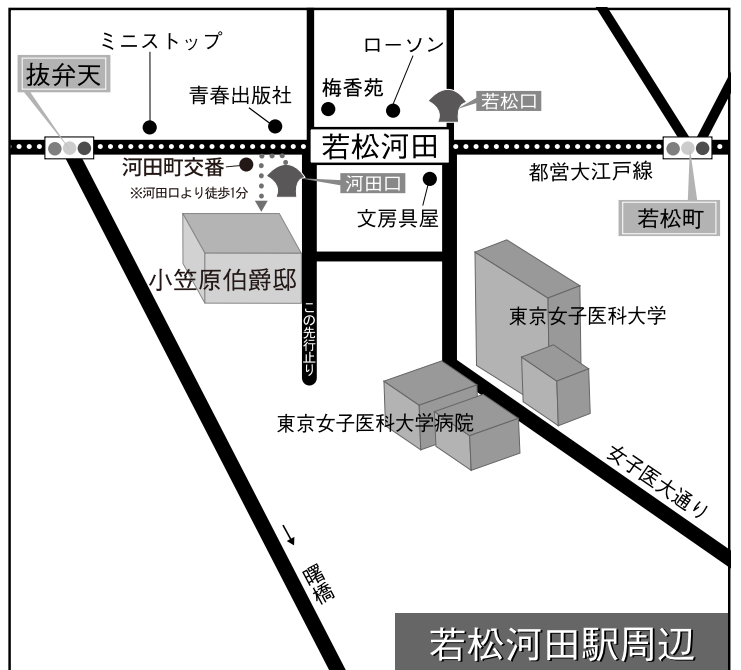 ミニストップ
ローソン
抜弁天
青春出版社
梅香苑
若松口
若松河田
河田町交番
※河田口より徒歩1分
河田口
都営大江戸線
文房具屋
若松町
小笠原伯爵邸
この先行止り
東京女子医科大学
東京女子医科大学病院
女子医大通り
曙橋
若松河田駅周辺